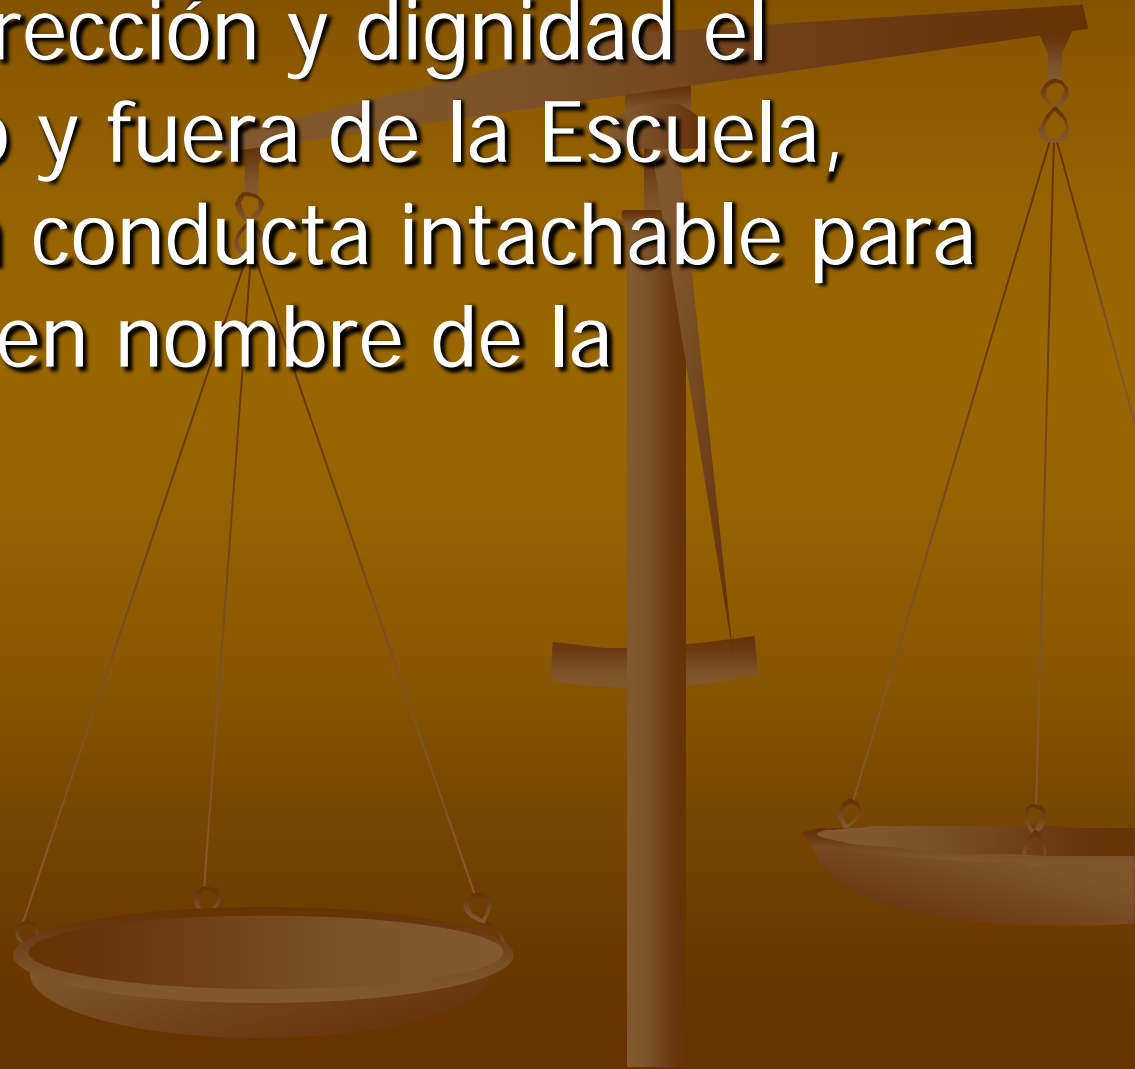 rección y dignidad el
y fuera de la Escuela,
conducta intachable para
en nombre de la